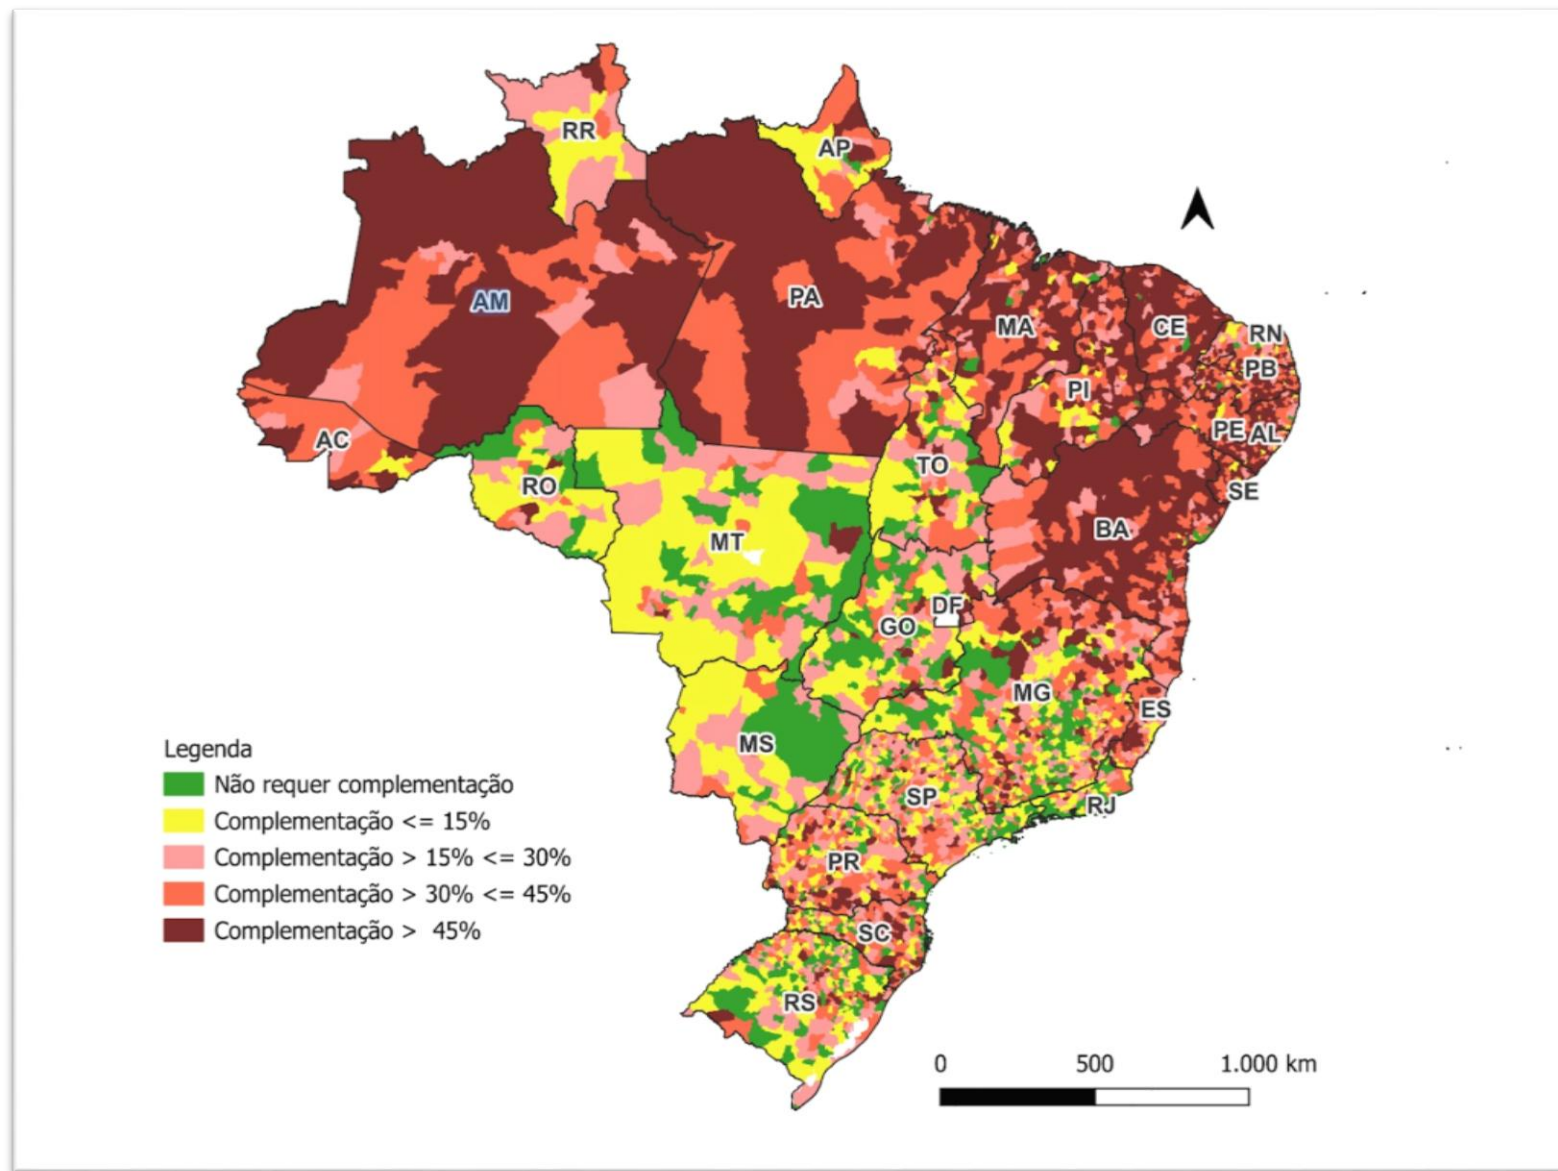 RR
AP
AM
PA
MA
CE
RN
PB
PI
PE
AL
AC
TO
SE
RO
BA
MT
DF
GO
MG
ES
MS
SP
RJ
PR
SC
RS
Legenda
Não requer complementação
Complementação <= 15%
Complementação > 15% <= 30%
Complementação > 30% <= 45%
Complementação > 45%
0 500 1.000 km